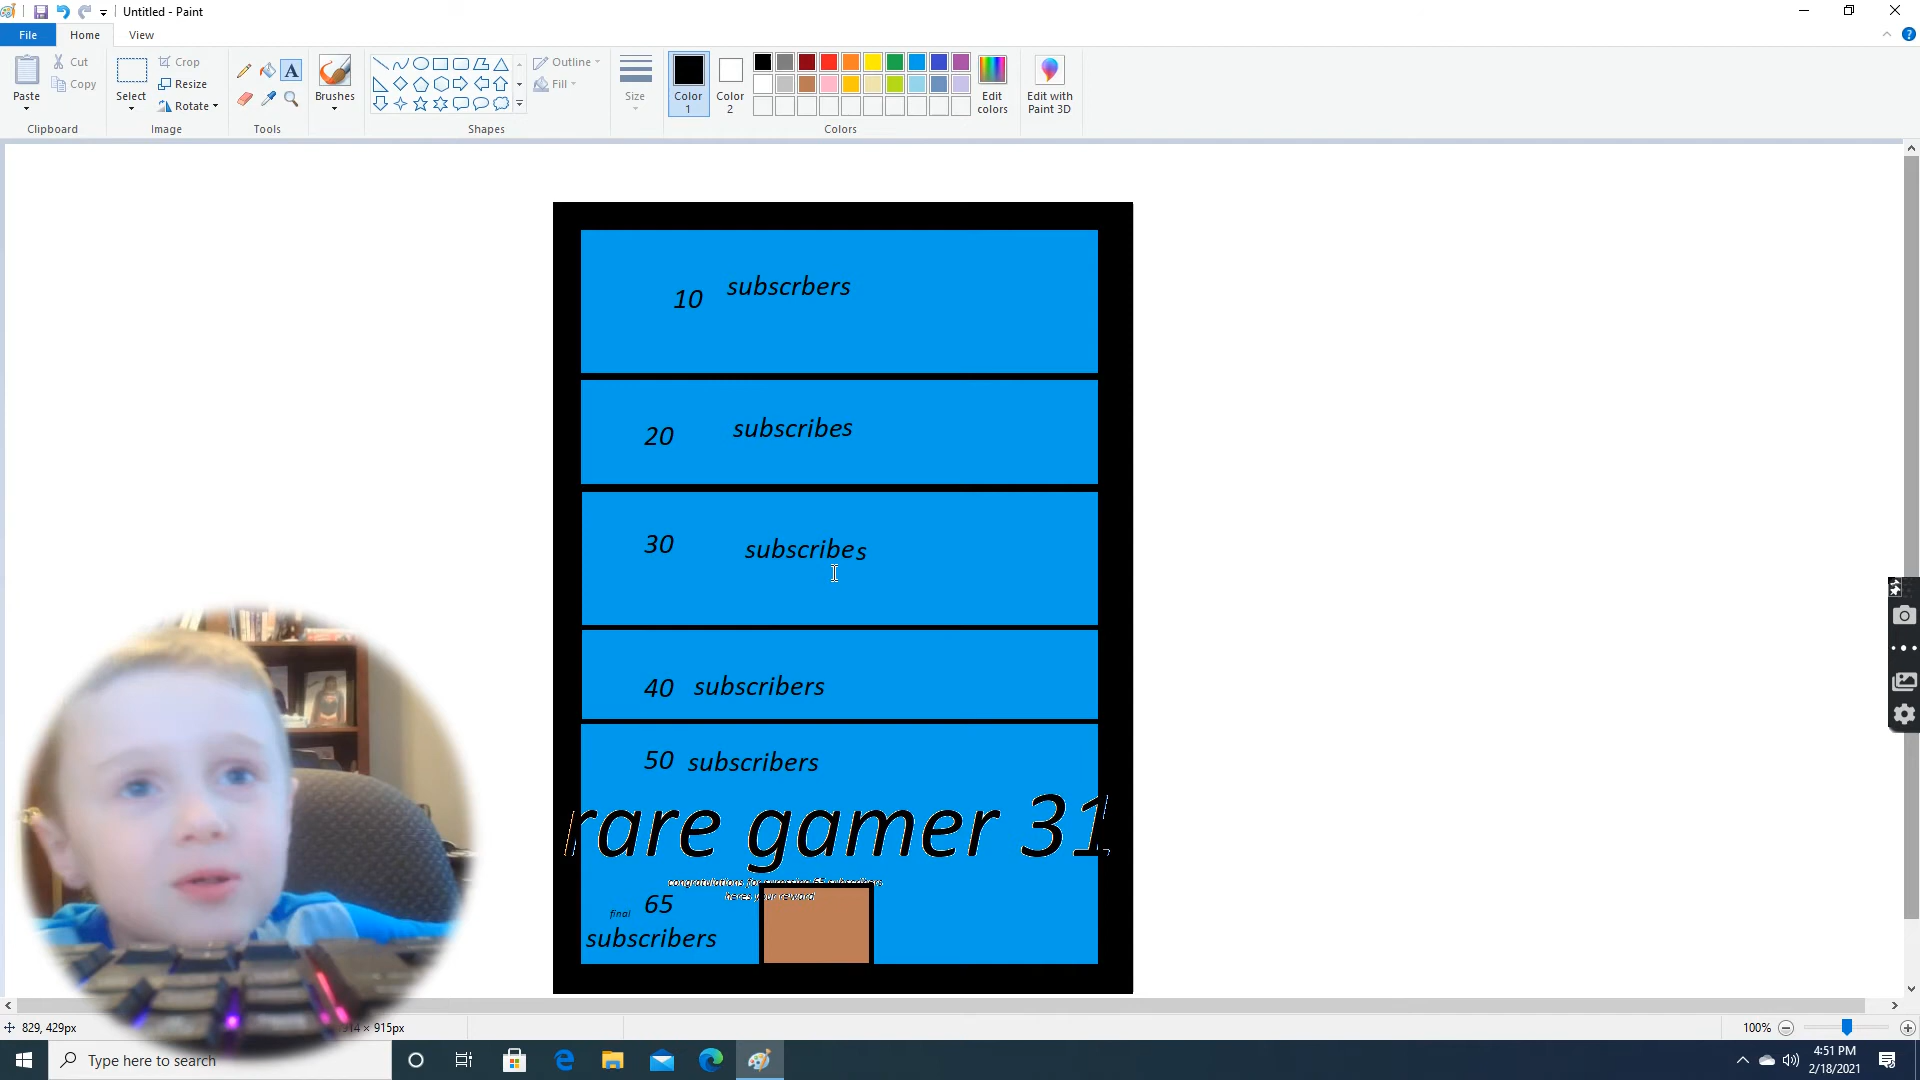 Untitled - Paint
File Home View
Paste
Cut
Copy
Clipboard
Select
Crop
Resize
Rotate
Image
Tools
Brushes
Outline
Fill
Shapes
Size
Color 1
Color 2
Edit colors
Colors
Edit with Paint 3D
10 subscrbers
20 subscribes
30 subscribes
40 subscribers
50 subscribers
rare gamer 31
heres your reward
final 65
subscribers
829, 429px
× 915px
100%
Type here to search
4:51 PM
2/18/2021